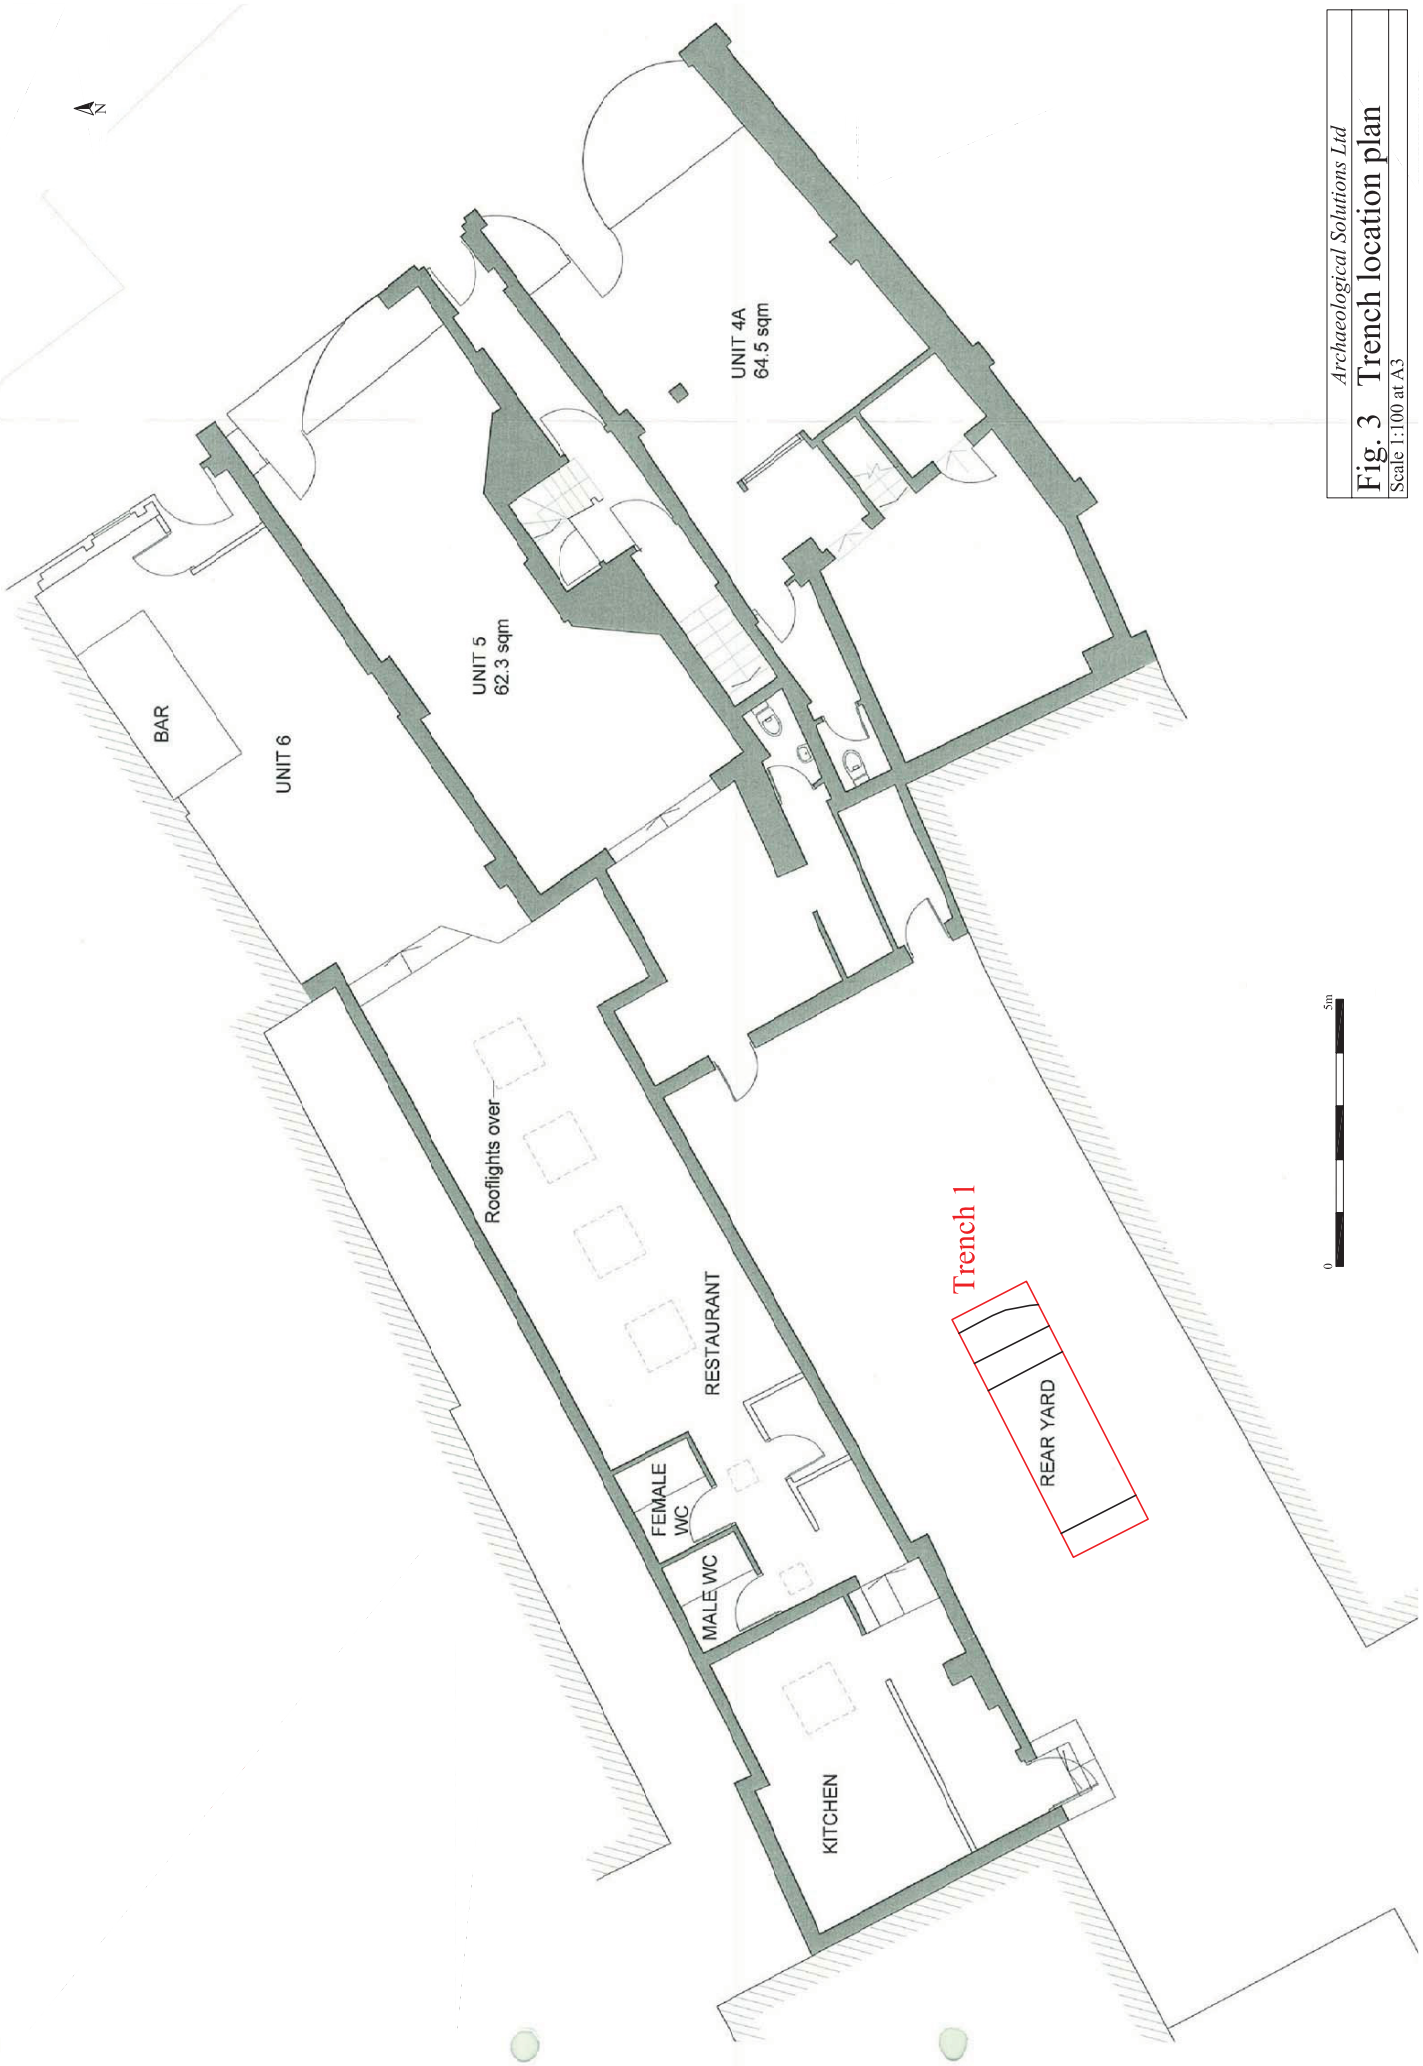 N
BAR
UNIT 6
UNIT 5
62.3 sqm
UNIT 4A
64.5 sqm
Rooflights over
RESTAURANT
FEMALE
WC
MALE WC
KITCHEN
Trench 1
REAR YARD
0
5m
Archaeological Solutions Ltd
Fig. 3 Trench location plan
Scale 1:100 at A3